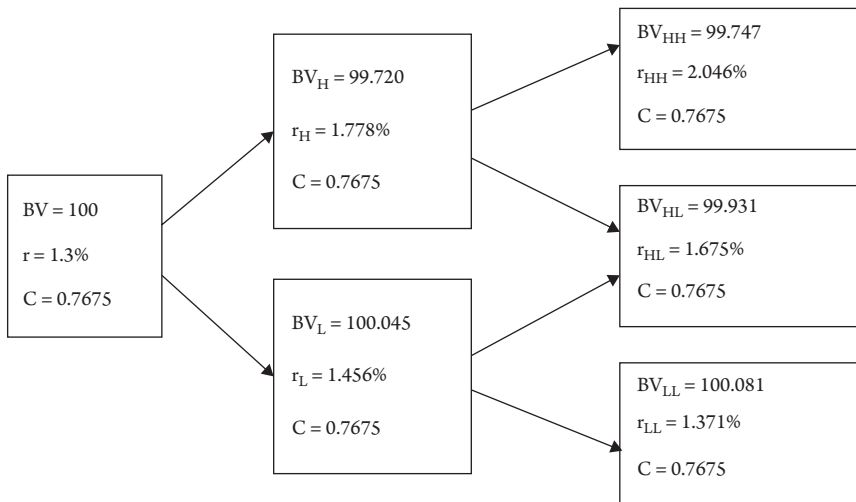 BV = 100
r = 1.3%
C = 0.7675
BV_H = 99.720
r_H = 1.778%
C = 0.7675
BV_L = 100.045
r_L = 1.456%
C = 0.7675
BV_HH = 99.747
r_HH = 2.046%
C = 0.7675
BV_HL = 99.931
r_HL = 1.675%
C = 0.7675
BV_LL = 100.081
r_LL = 1.371%
C = 0.7675